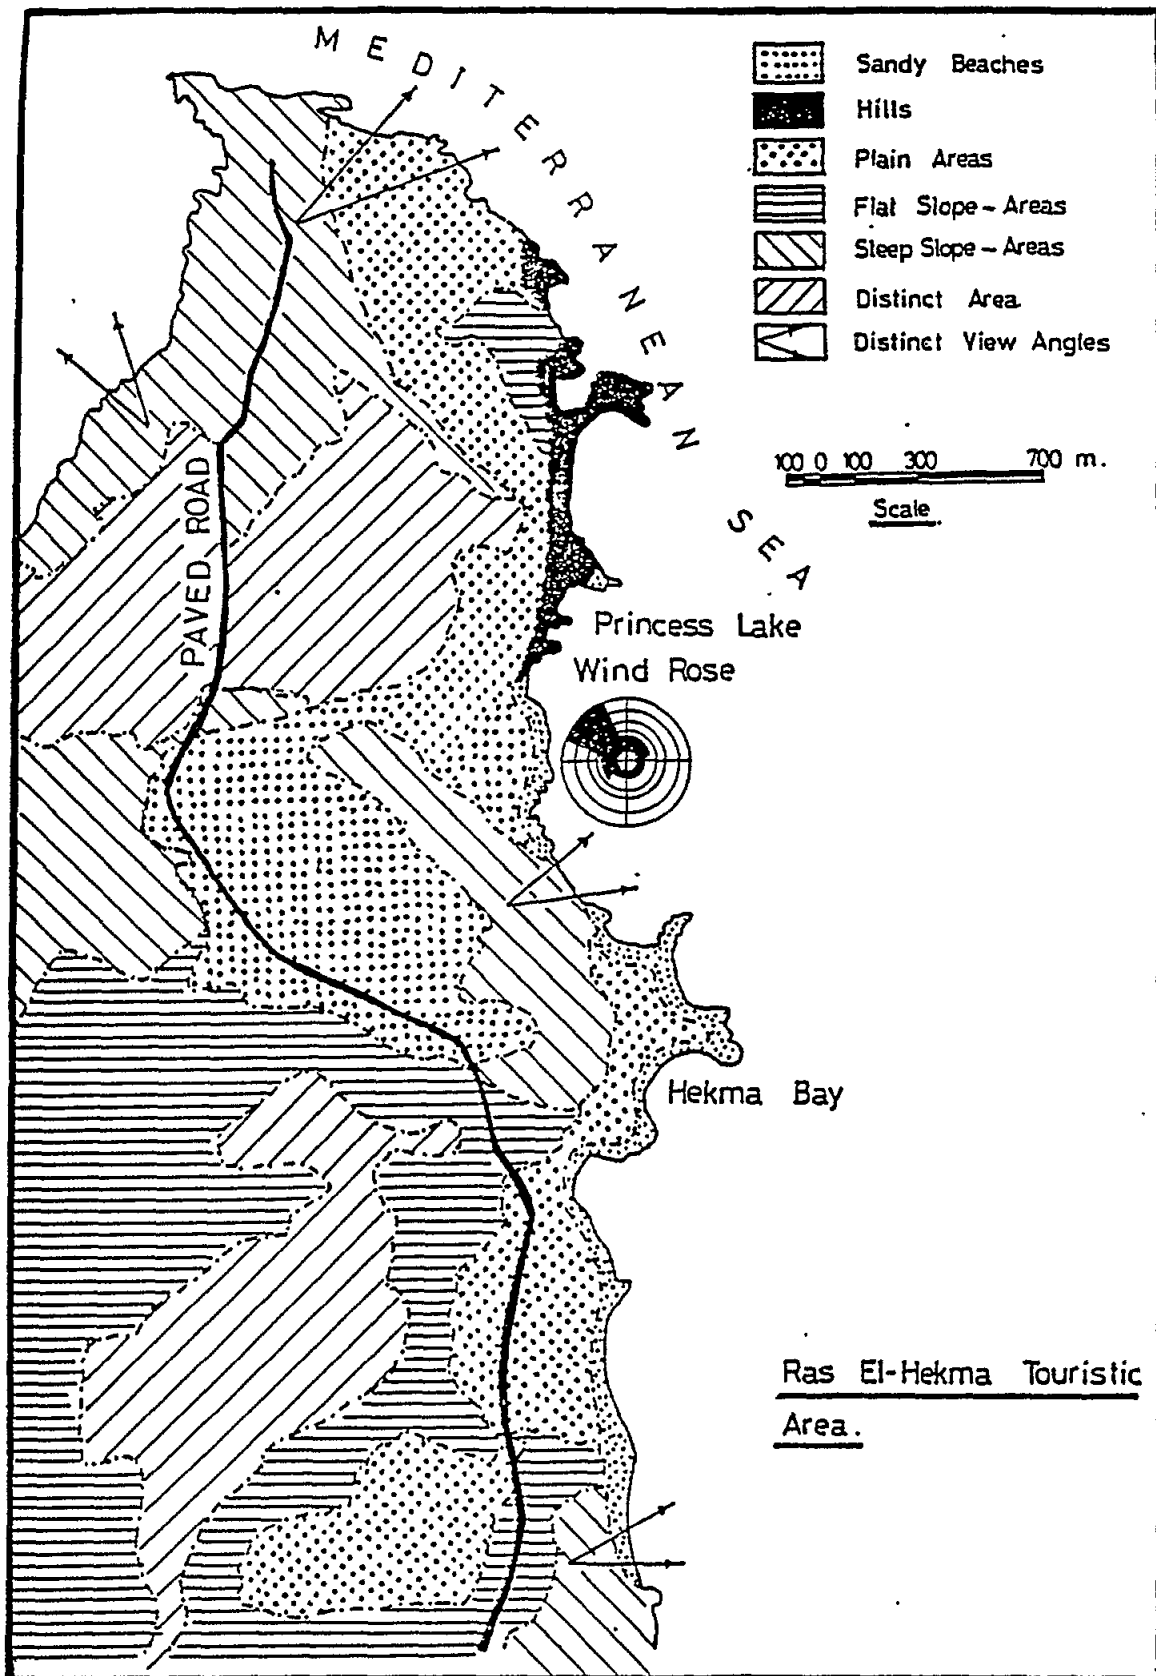 MEDITERRANEAN SEA
Sandy Beaches
Hills
Plain Areas
Flat Slope-Areas
Sleep Slope-Areas
Distinct Area
Distinct View Angles
100 0 100 300 700 m.
Scale
PAVED ROAD
Princess Lake
Wind Rose
Hekma Bay
Ras El-Hekma Touristic
Area.